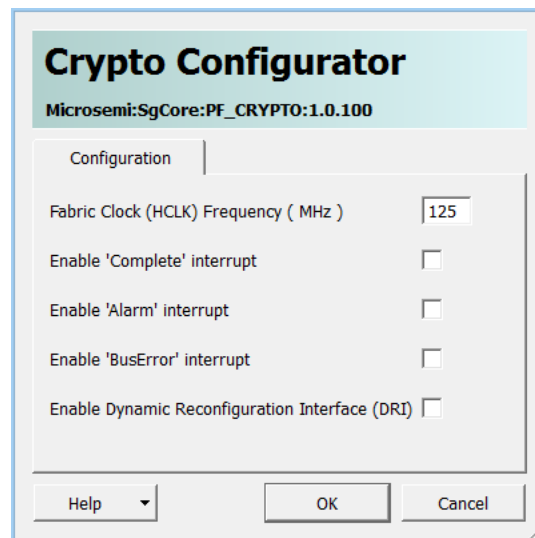 Crypto Configurator
Microsemi:SgCore:PF_CRYPTO:1.0.100
Configuration
Fabric Clock (HCLK) Frequency ( MHz ) 125
Enable 'Complete' interrupt
Enable 'Alarm' interrupt
Enable 'BusError' interrupt
Enable Dynamic Reconfiguration Interface (DRI)
Help OK Cancel